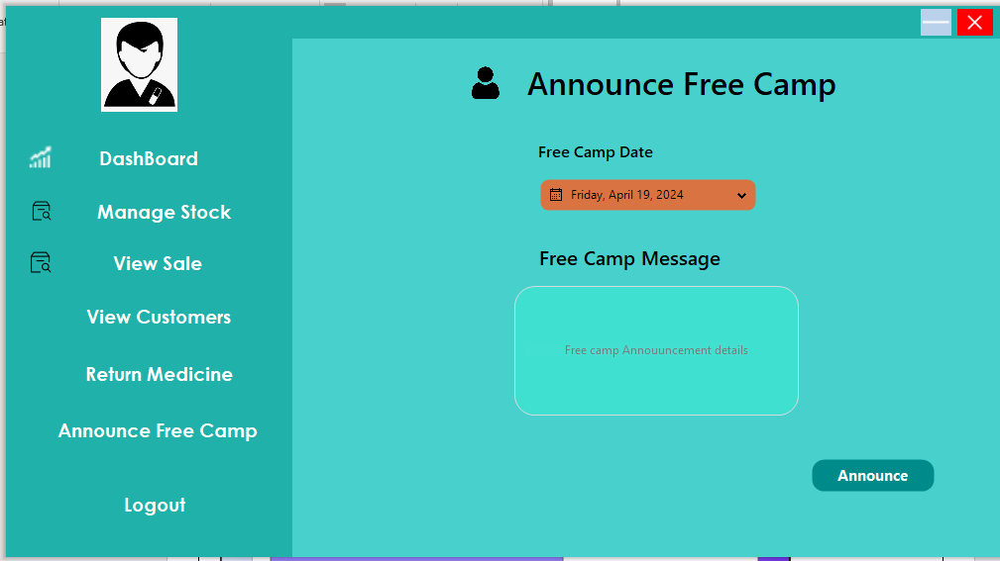 DashBoard
Manage Stock
View Sale
View Customers
Return Medicine
Announce Free Camp
Logout
Announce Free Camp
Free Camp Date
Friday, April 19, 2024
Free Camp Message
Free camp Annouuncement details
Announce